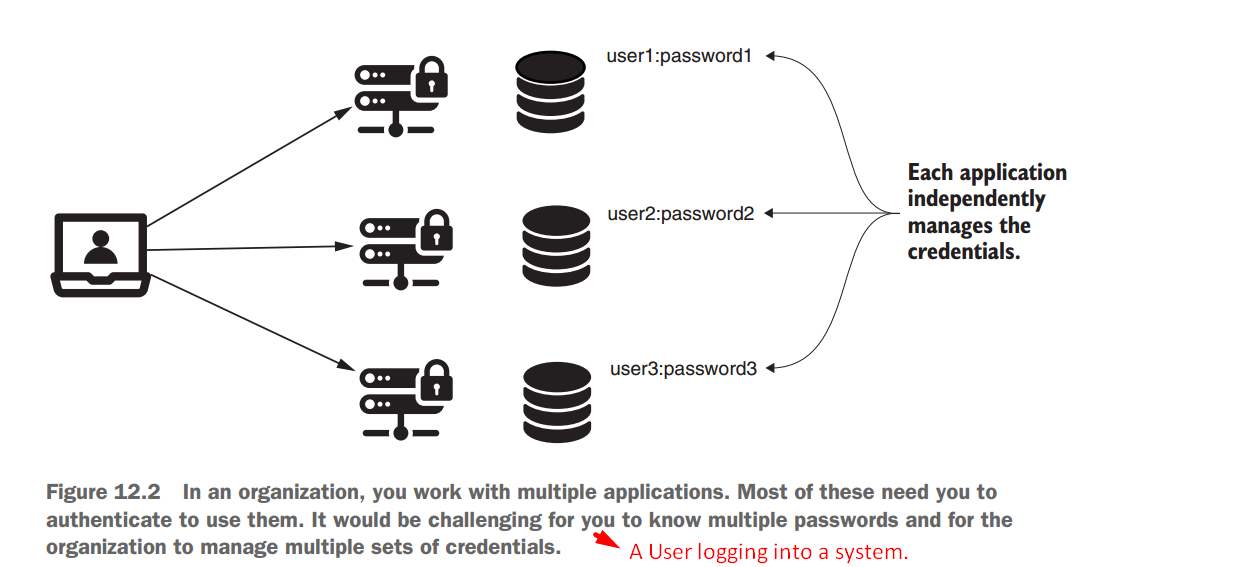 user1:password1
Each application
independently
manages the
credentials.
user2:password2
user3:password3
Figure 12.2 In an organization, you work with multiple applications. Most of these need you to
authenticate to use them. It would be challenging for you to know multiple passwords and for the
organization to manage multiple sets of credentials.
A User logging into a system.